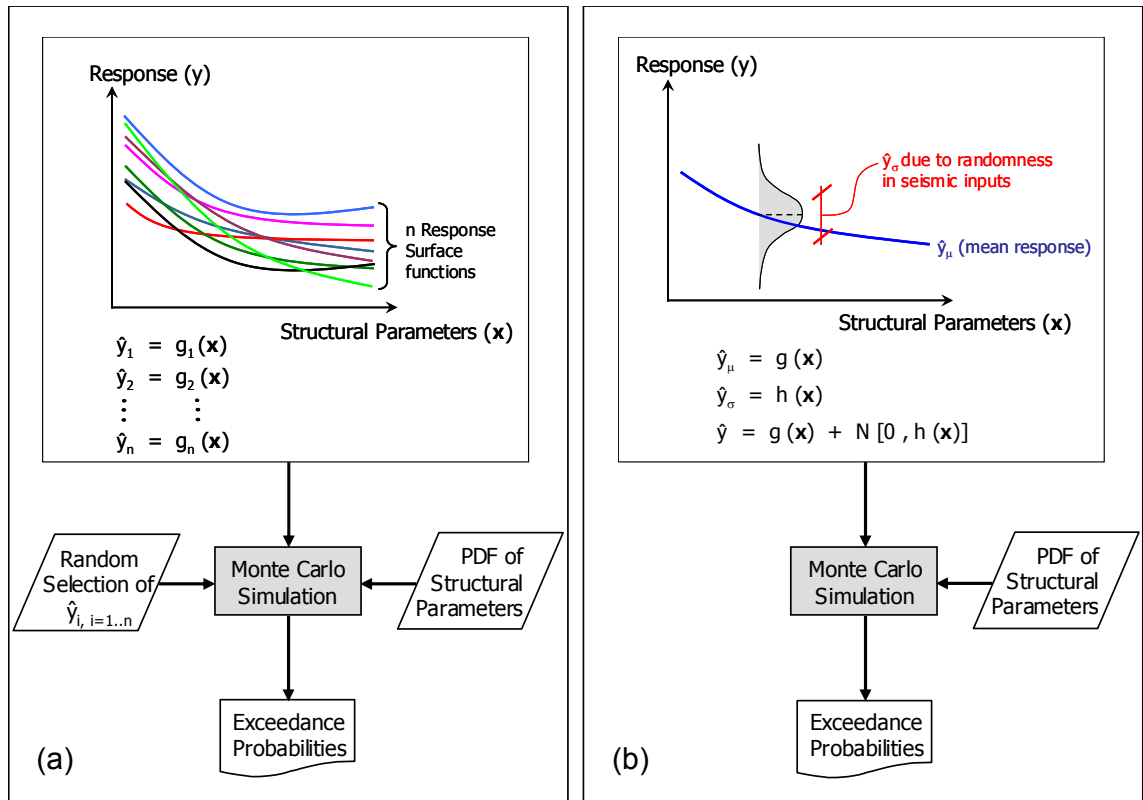 Response (y)
n Response
Surface
functions
Structural Parameters (x)
ŷ₁ = g₁(x)
ŷ₂ = g₂(x)
⋮ ⋮
ŷₙ = gₙ(x)
Random
Selection of
ŷi, i=1..n
Monte Carlo
Simulation
PDF of
Structural
Parameters
Exceedance
Probabilities
(a)
Response (y)
ŷσ due to randomness
in seismic inputs
ŷμ (mean response)
Structural Parameters (x)
ŷμ = g (x)
ŷσ = h (x)
ŷ = g (x) + N [0 , h (x)]
Monte Carlo
Simulation
PDF of
Structural
Parameters
Exceedance
Probabilities
(b)